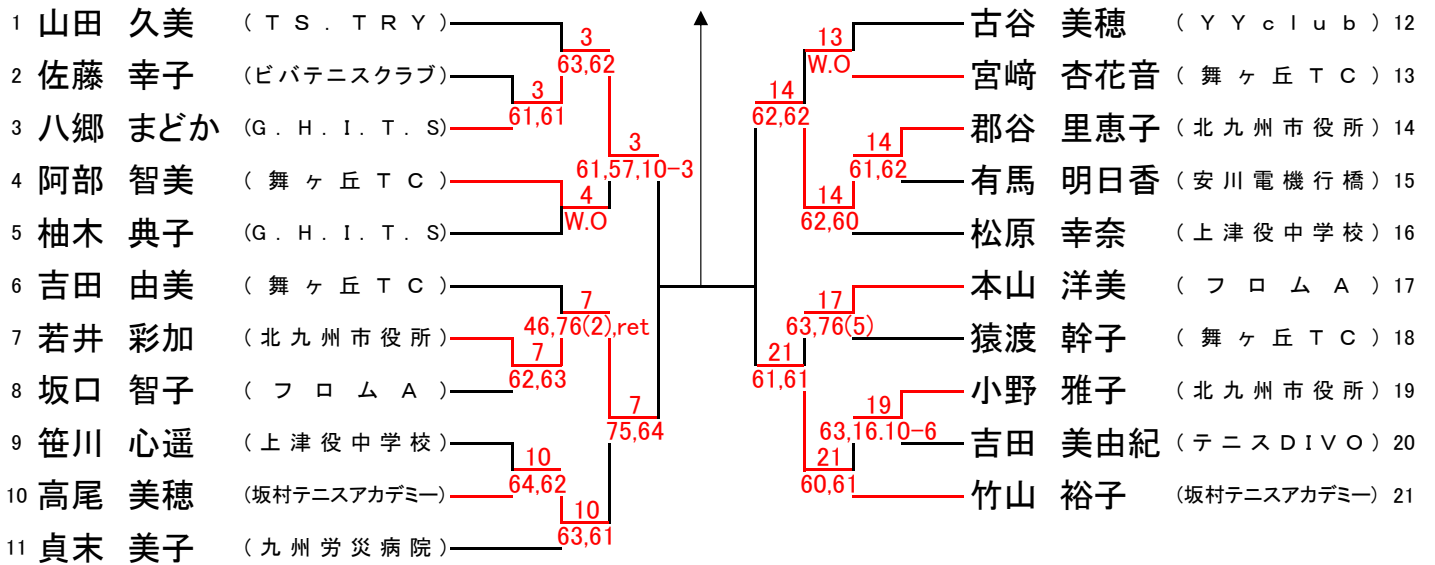 1 山田 久美 (TS.TRY)
2 佐藤 幸子 (ビバテニスクラブ)
3 八郷 まどか (G.H.I.T.S)
4 阿部 智美 (舞ヶ丘TC)
5 柚木 典子 (G.H.I.T.S)
6 吉田 由美 (舞ヶ丘TC)
7 若井 彩加 (北九州市役所)
8 坂口 智子 (フロムA)
9 笹川 心遥 (上津役中学校)
10 高尾 美穂 (坂村テニスアカデミー)
11 貞末 美子 (九州労災病院)
3
63,62
3
61,61
3
61,57,10-3
4
W.O
7
46,76(2),ret
7
62,63
7
75,64
10
64,62
10
63,61
13
W.O
14
62,62
14
61,62
14
62,60
17
63,76(5)
21
61,61
19
63,16.10-6
21
60,61
古谷 美穂 (YYclub) 12
宮﨑 杏花音 (舞ヶ丘TC) 13
郡谷 里恵子 (北九州市役所) 14
有馬 明日香 (安川電機行橋) 15
松原 幸奈 (上津役中学校) 16
本山 洋美 (フロムA) 17
猿渡 幹子 (舞ヶ丘TC) 18
小野 雅子 (北九州市役所) 19
吉田 美由紀 (テニスDIVO) 20
竹山 裕子 (坂村テニスアカデミー) 21